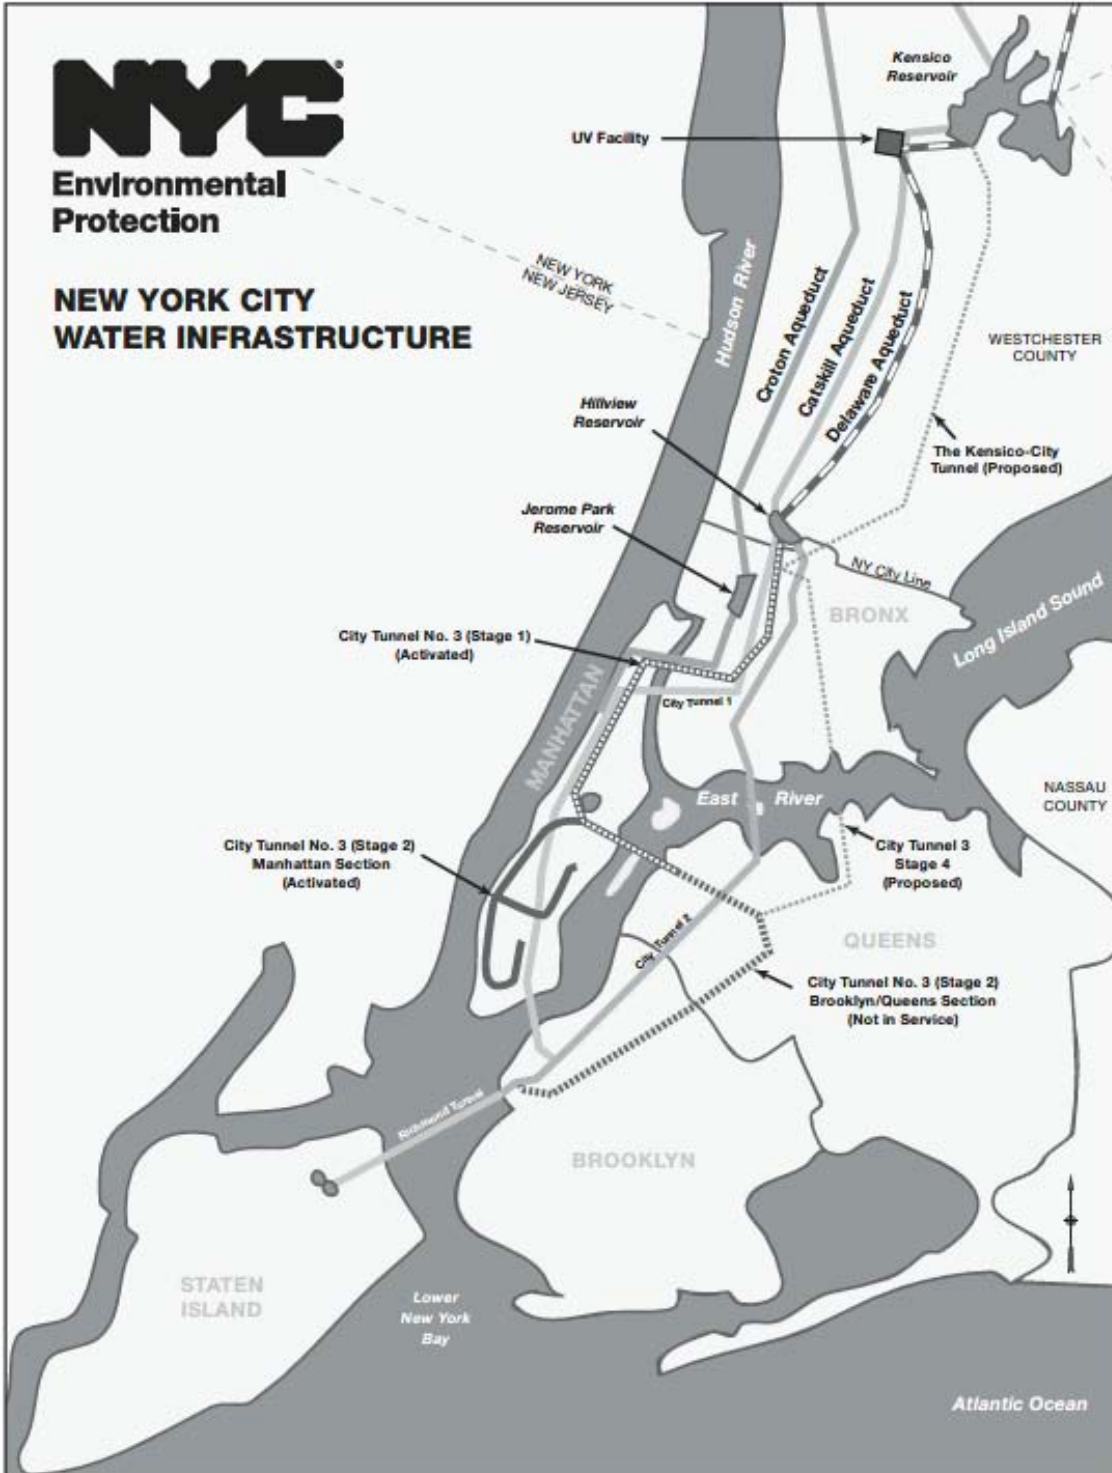 NYC®
Environmental
Protection
NEW YORK CITY
WATER INFRASTRUCTURE
Kensico
Reservoir
UV Facility
NEW YORK
NEW JERSEY
Hudson River
Croton Aqueduct
Catskill Aqueduct
Delaware Aqueduct
WESTCHESTER
COUNTY
Hillview
Reservoir
The Kensico-City
Tunnel (Proposed)
Jerome Park
Reservoir
NY City Line
BRONX
Long Island Sound
City Tunnel No. 3 (Stage 1)
(Activated)
MANHATTAN
City Tunnel 1
East River
NASSAU
COUNTY
City Tunnel No. 3 (Stage 2)
Manhattan Section
(Activated)
City Tunnel 3
Stage 4
(Proposed)
City Tunnel 2
QUEENS
City Tunnel No. 3 (Stage 2)
Brooklyn/Queens Section
(Not in Service)
Richmond Tunnel
BROOKLYN
STATEN
ISLAND
Lower
New York
Bay
Atlantic Ocean